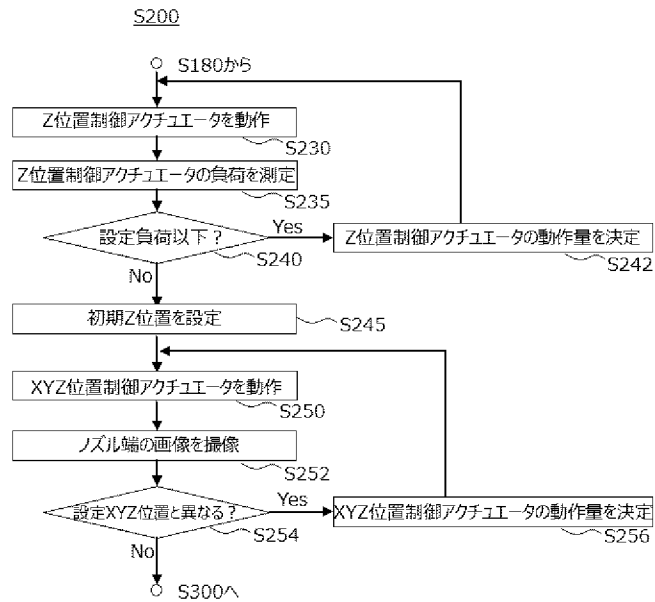 S200
S180から
Z位置制御アクチュエータを動作
S230
Z位置制御アクチュエータの負荷を測定
S235
設定負荷以下？
Yes
S240
Z位置制御アクチュエータの動作量を決定
S242
No
初期Z位置を設定
S245
XYZ位置制御アクチュエータを動作
S250
ノズル端の画像を撮像
S252
設定XYZ位置と異なる？
Yes
S254
XYZ位置制御アクチュエータの動作量を決定
S256
No
S300へ